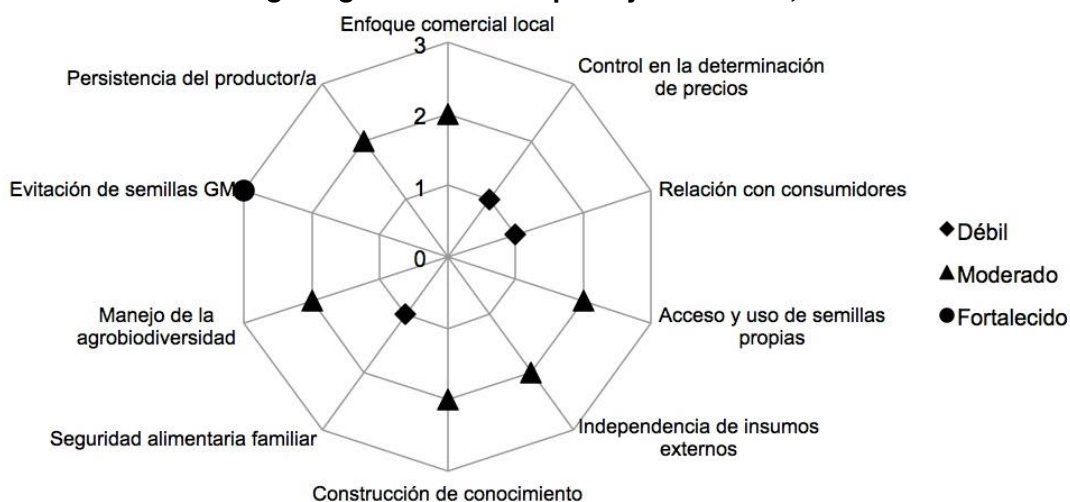 Enfoque comercial local
3
Control en la determinación
de precios
Persistencia del productor/a
2
Evitación de semillas GM
1
Relación con consumidores
Débil
0
Moderado
Manejo de la
agrobiodiversidad
Acceso y uso de semillas
propias
Fortalecido
Seguridad alimentaria familiar
Independencia de insumos
externos
Construcción de conocimiento